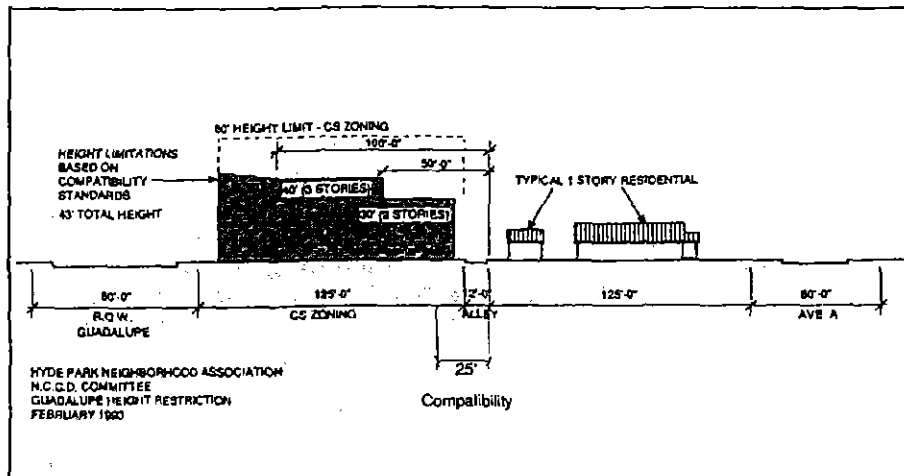 60' HEIGHT LIMIT - CS ZONING
100'-0"
50'-0"
HEIGHT LIMITATIONS
BASED ON
COMPATIBILITY
STANDARDS
43' TOTAL HEIGHT
40' (3 STORIES)
30' (2 STORIES)
TYPICAL 1 STORY RESIDENTIAL
80'-0"
R.O.W.
GUADALUPE
125'-0"
CS ZONING
ALLEY
125'-0"
AVE A
25'
Compatibility
HYDE PARK NEIGHBORHOOD ASSOCIATION
N.C.C.D. COMMITTEE
GUADALUPE HEIGHT RESTRICTION
FEBRUARY